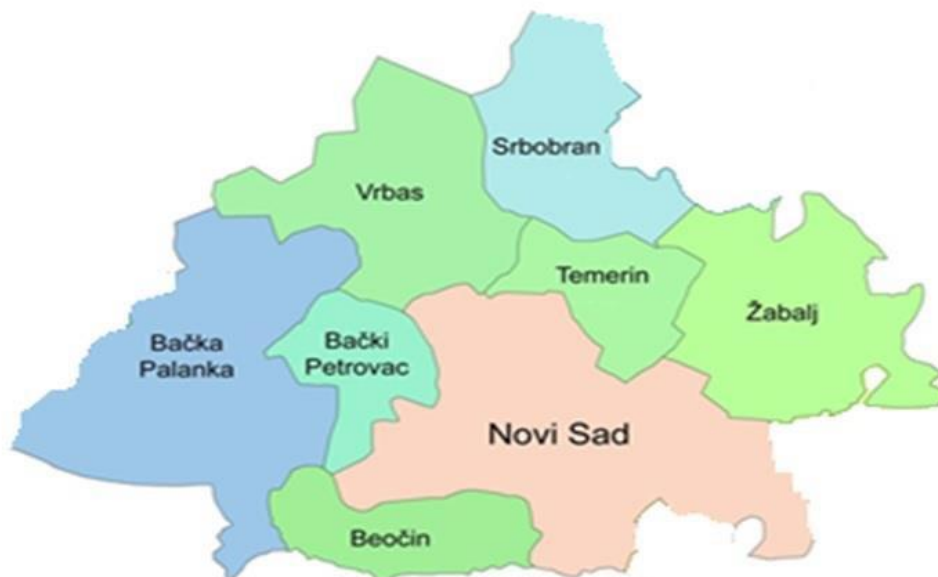 Srbobran
Vrbas
Temerin
Žabalj
Bačka
Palanka
Bački
Petrovac
Novi Sad
Beočin